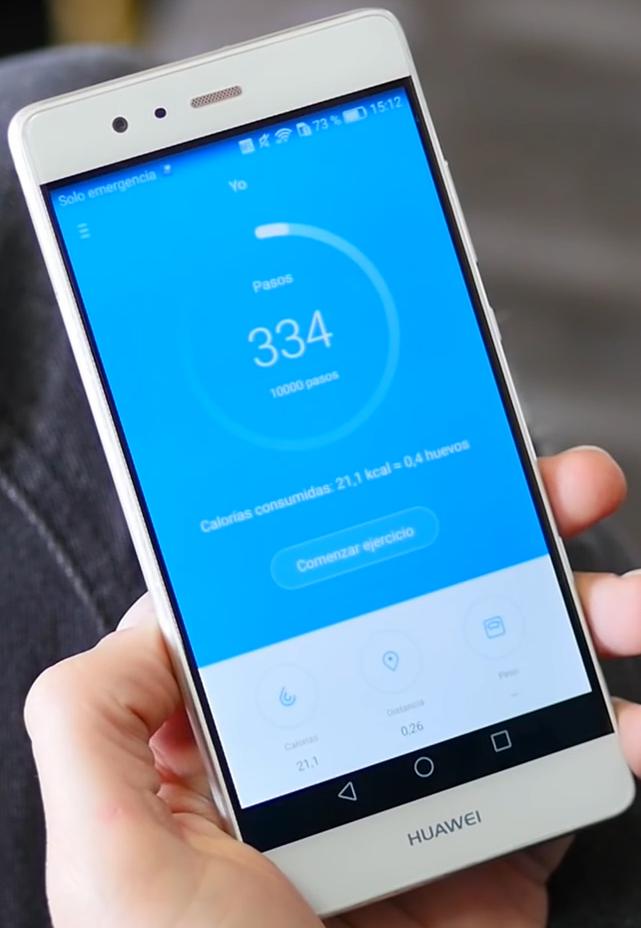 Solo emergencia
73 % 15:12
Yo
Pasos
334
10000 pasos
Calorías consumidas: 21,1 kcal = 0,4 huevos
Comenzar ejercicio
Calorías
Distancia
Peso
21,1
0,26
--
HUAWEI